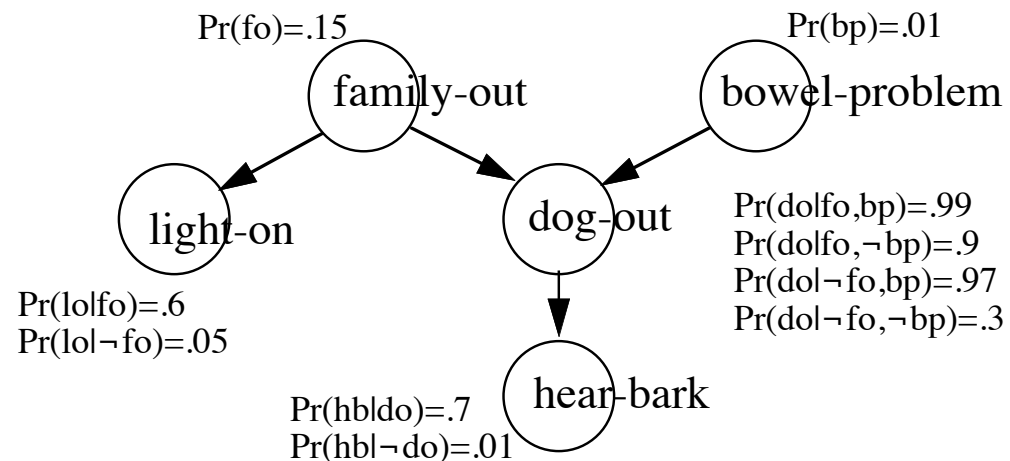 Pr(fo)=.15
Pr(bp)=.01
family-out
bowel-problem
light-on
dog-out
Pr(do|fo,bp)=.99
Pr(do|fo,¬bp)=.9
Pr(do|¬fo,bp)=.97
Pr(do|¬fo,¬bp)=.3
Pr(lo|fo)=.6
Pr(lo|¬fo)=.05
hear-bark
Pr(hb|do)=.7
Pr(hb|¬do)=.01